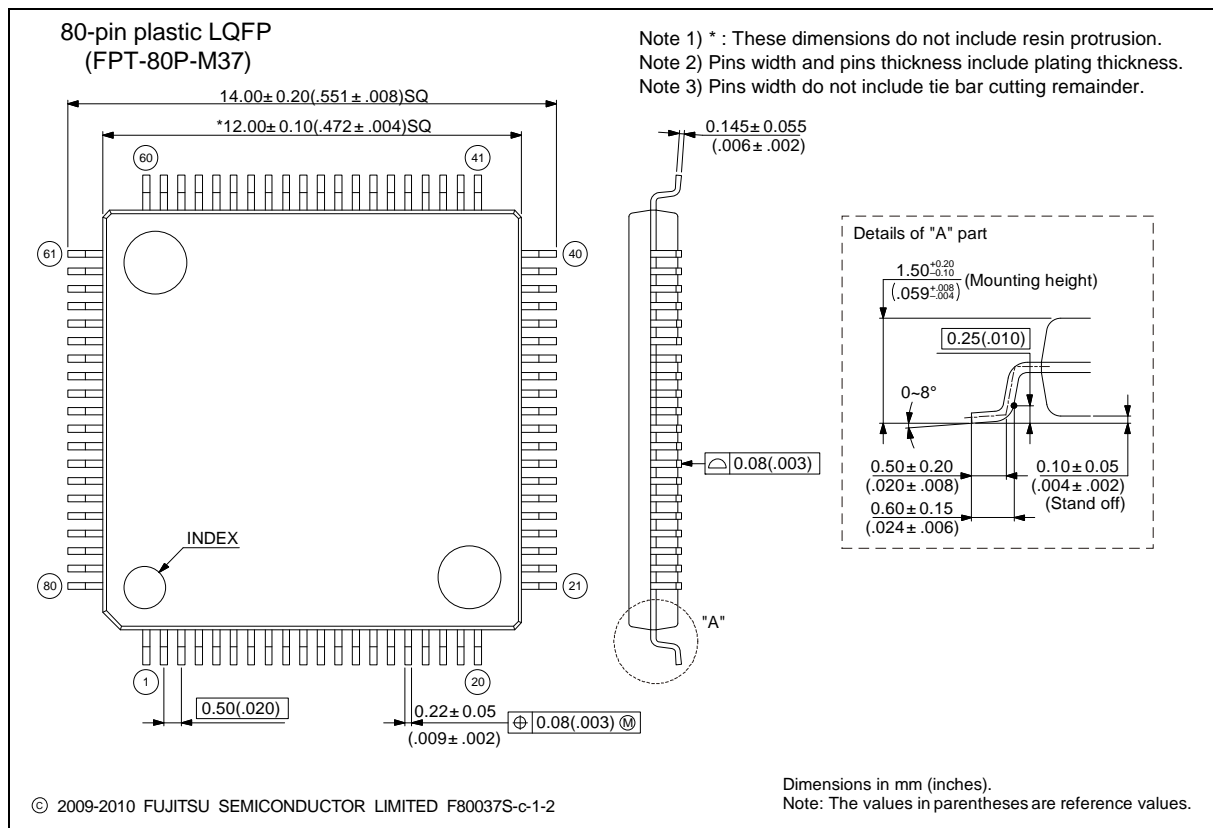 80-pin plastic LQFP
(FPT-80P-M37)
Note 1) * : These dimensions do not include resin protrusion.
Note 2) Pins width and pins thickness include plating thickness.
Note 3) Pins width do not include tie bar cutting remainder.
14.00±0.20(.551±.008)SQ
*12.00±0.10(.472±.004)SQ
60
41
61
40
INDEX
80
21
1
20
0.50(.020)
0.22±0.05
(.009±.002)
⌖ 0.08(.003) Ⓜ
0.145±0.055
(.006±.002)
⌓ 0.08(.003)
"A"
Details of "A" part
1.50 +0.20 −0.10
(.059 +.008 −.004)
(Mounting height)
0.25(.010)
0~8°
0.50±0.20
(.020±.008)
0.60±0.15
(.024±.006)
0.10±0.05
(.004±.002)
(Stand off)
© 2009-2010 FUJITSU SEMICONDUCTOR LIMITED F80037S-c-1-2
Dimensions in mm (inches).
Note: The values in parentheses are reference values.